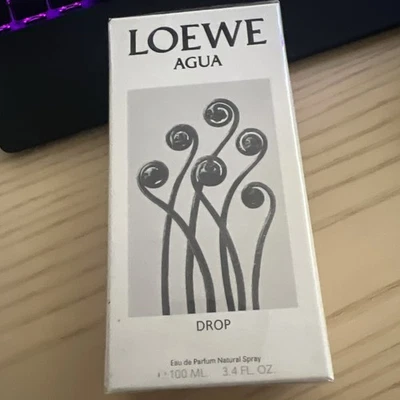 LOEWE
AGUA
DROP
Eau de Parfum Natural Spray
℮ 100 ML. 3.4 FL. OZ.